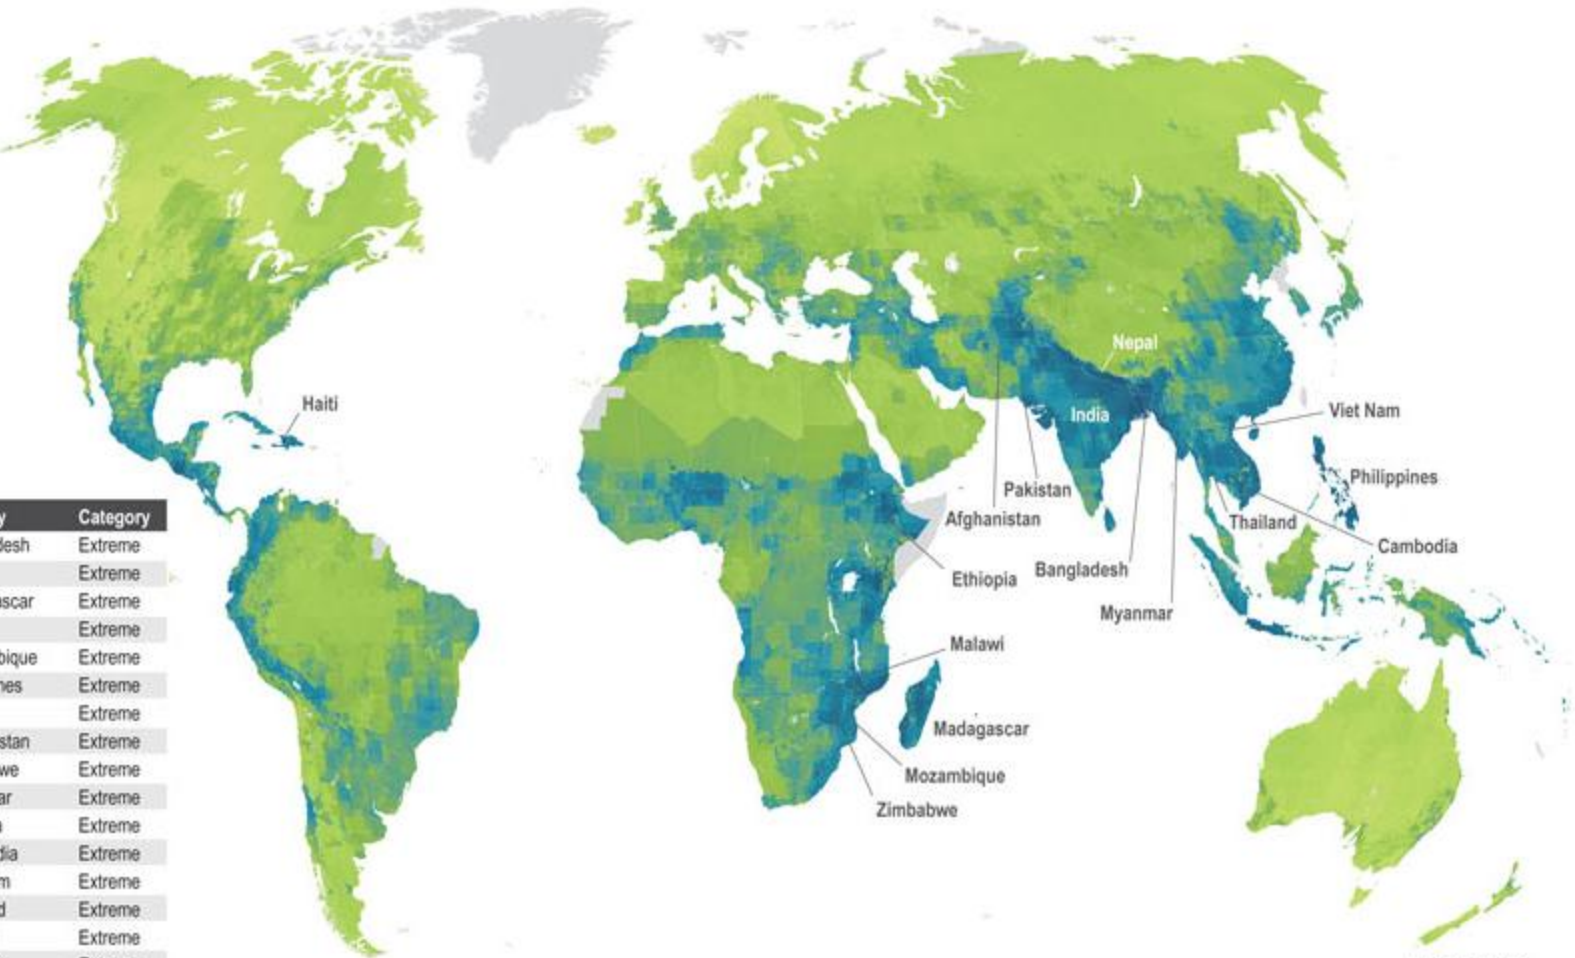 Haiti
Nepal
India
Viet Nam
Philippines
Pakistan
Afghanistan
Thailand
Cambodia
Bangladesh
Ethiopia
Myanmar
Malawi
Madagascar
Mozambique
Zimbabwe
y Category
desh Extreme
Extreme
ascar Extreme
Extreme
bique Extreme
nes Extreme
Extreme
stan Extreme
we Extreme
ar Extreme
Extreme
dia Extreme
m Extreme
d Extreme
Extreme